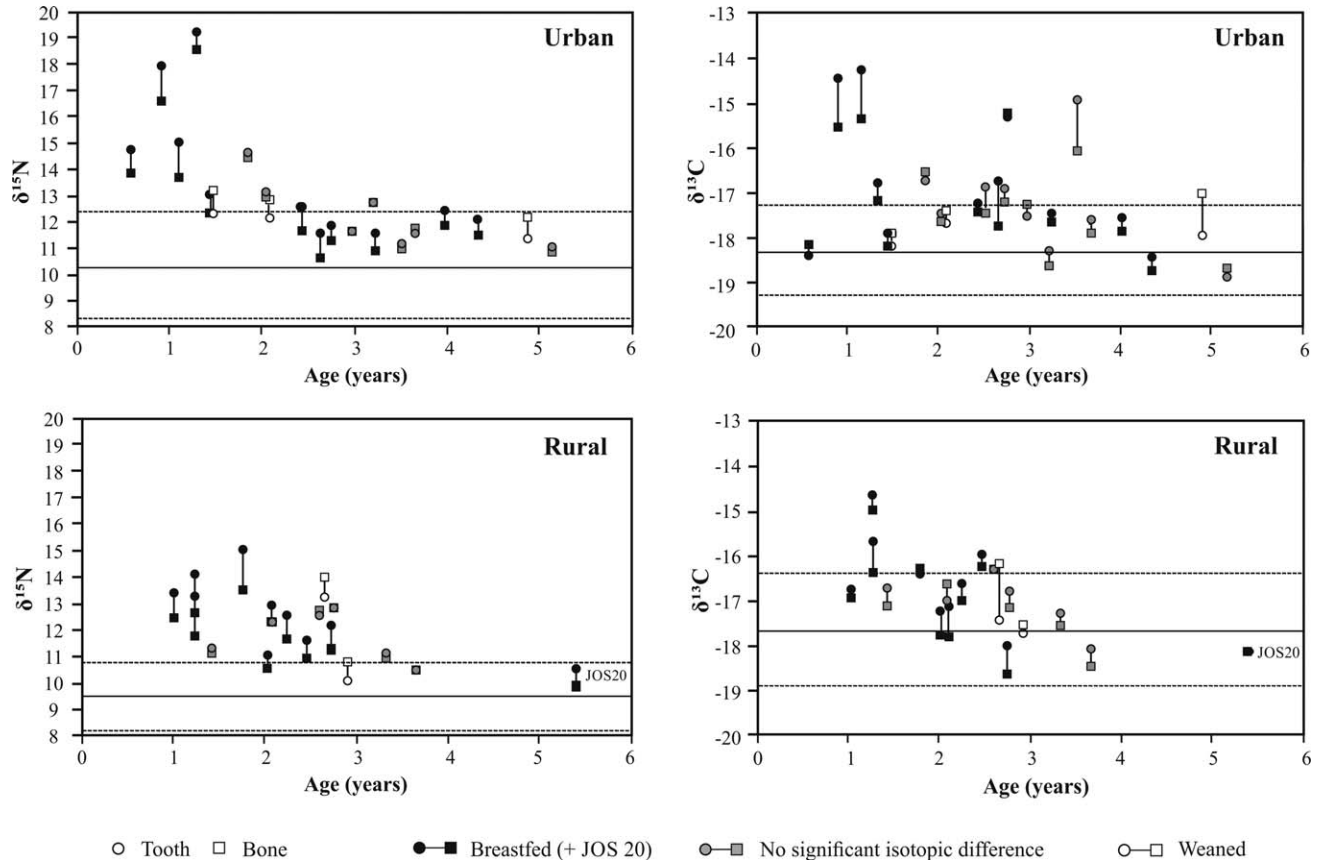 Urban
δ¹⁵N
20
19
18
17
16
15
14
13
12
11
10
9
8
0 1 2 3 4 5 6
Age (years)
Urban
δ¹³C
-13
-14
-15
-16
-17
-18
-19
-20
0 1 2 3 4 5 6
Age (years)
Rural
δ¹⁵N
20
19
18
17
16
15
14
13
12
11
10
9
8
JOS20
0 1 2 3 4 5 6
Age (years)
Rural
δ¹³C
-13
-14
-15
-16
-17
-18
-19
-20
JOS20
0 1 2 3 4 5 6
Age (years)
Tooth Bone Breastfed (+ JOS 20) No significant isotopic difference Weaned